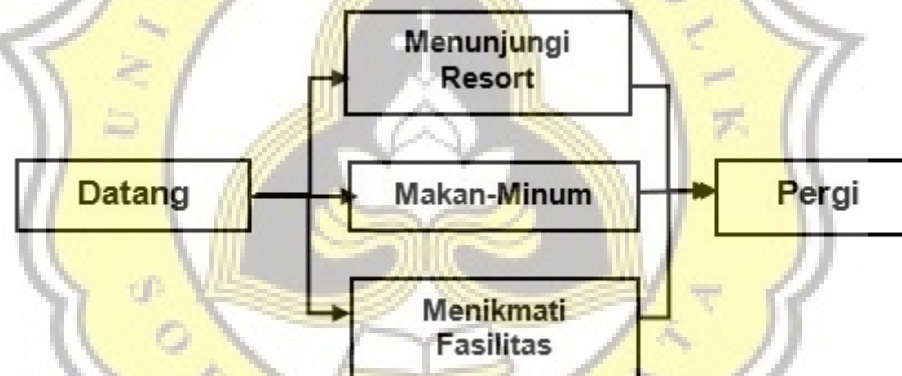 Menunjungi
Resort
Datang
Makan-Minum
Pergi
Menikmati
Fasilitas